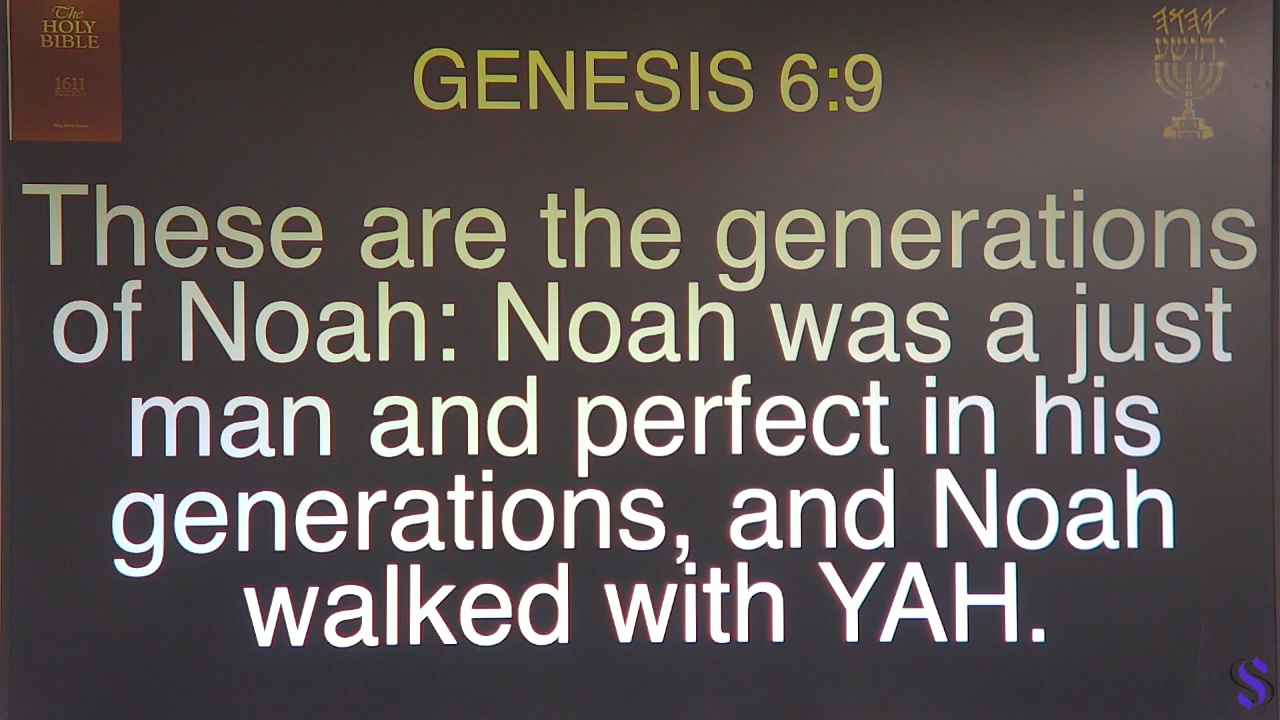 The
HOLY
BIBLE
1611
GENESIS 6:9
יהושע
These are the generations
of Noah: Noah was a just
man and perfect in his
generations, and Noah
walked with YAH.
S